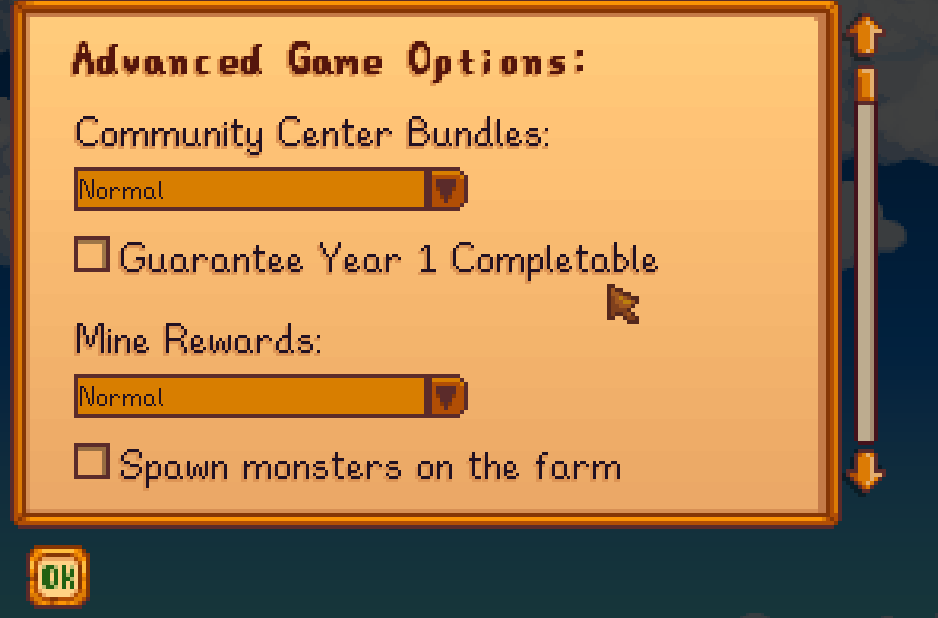 Advanced Game Options:
Community Center Bundles:
Normal
Guarantee Year 1 Completable
Mine Rewards:
Normal
Spawn monsters on the farm
OK